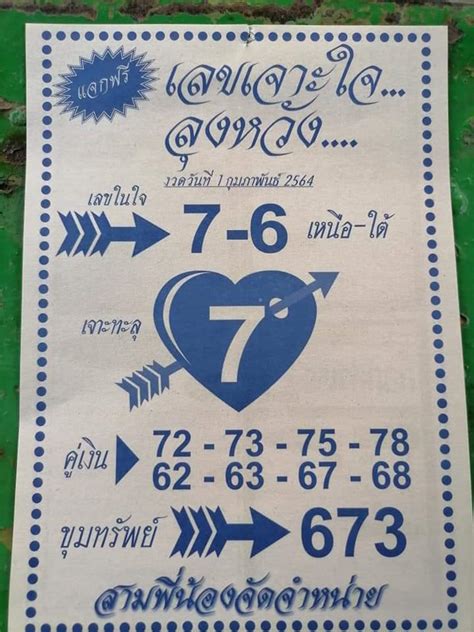 แจกฟรี
เลขเจาะใจ...
ลุงหวัง....
งวดวันที่ 1 กุมภาพันธ์ 2564
เลขในใจ
7-6 เหนือ-ใต้
เจาะทะลุ
7
คู่เงิน
72 - 73 - 75 - 78
62 - 63 - 67 - 68
ขุมทรัพย์ 673
สามพี่น้องจัดจำหน่าย